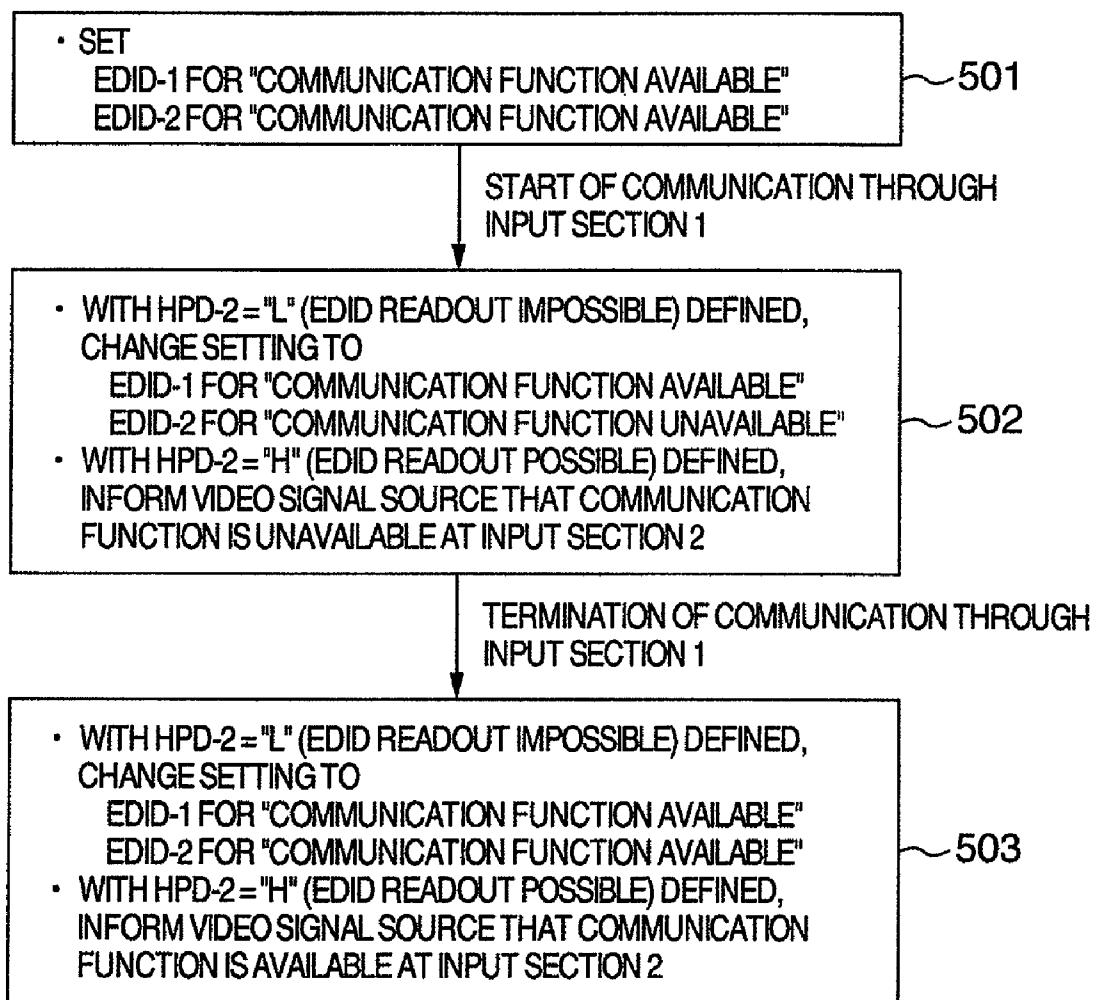 · SET
EDID-1 FOR "COMMUNICATION FUNCTION AVAILABLE"
EDID-2 FOR "COMMUNICATION FUNCTION AVAILABLE"
501
START OF COMMUNICATION THROUGH
INPUT SECTION 1
· WITH HPD-2 = "L" (EDID READOUT IMPOSSIBLE) DEFINED,
CHANGE SETTING TO
EDID-1 FOR "COMMUNICATION FUNCTION AVAILABLE"
EDID-2 FOR "COMMUNICATION FUNCTION UNAVAILABLE"
· WITH HPD-2 = "H" (EDID READOUT POSSIBLE) DEFINED,
INFORM VIDEO SIGNAL SOURCE THAT COMMUNICATION
FUNCTION IS UNAVAILABLE AT INPUT SECTION 2
502
TERMINATION OF COMMUNICATION THROUGH
INPUT SECTION 1
· WITH HPD-2 = "L" (EDID READOUT IMPOSSIBLE) DEFINED,
CHANGE SETTING TO
EDID-1 FOR "COMMUNICATION FUNCTION AVAILABLE"
EDID-2 FOR "COMMUNICATION FUNCTION AVAILABLE"
· WITH HPD-2 = "H" (EDID READOUT POSSIBLE) DEFINED,
INFORM VIDEO SIGNAL SOURCE THAT COMMUNICATION
FUNCTION IS AVAILABLE AT INPUT SECTION 2
503